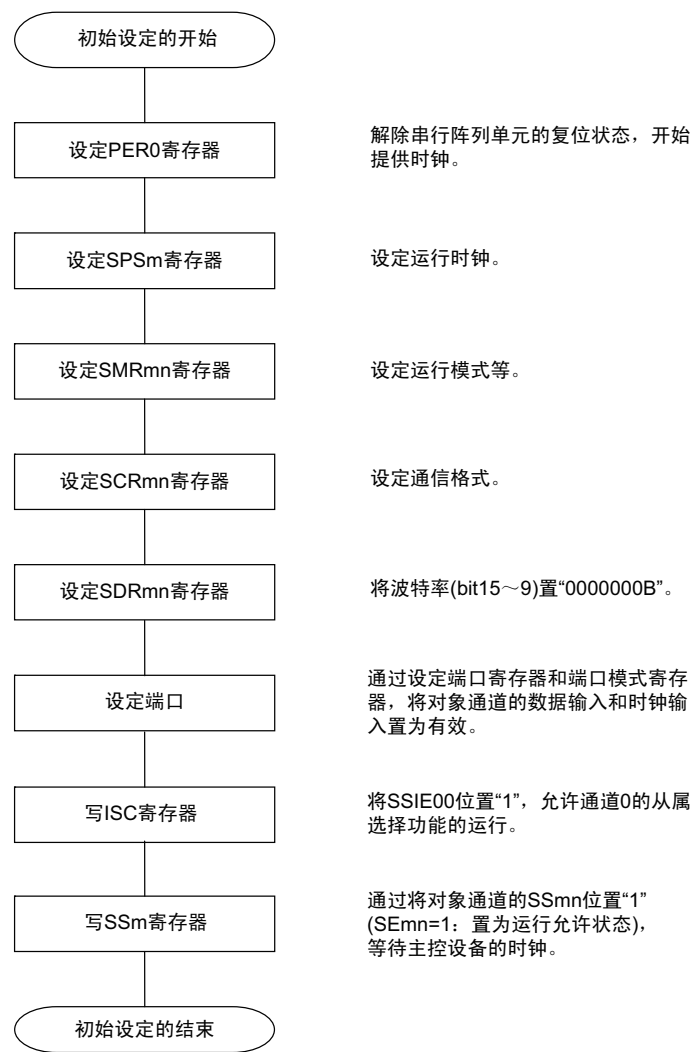 初始设定的开始
设定PER0寄存器
解除串行阵列单元的复位状态，开始
提供时钟。
设定SPSm寄存器
设定运行时钟。
设定SMRmn寄存器
设定运行模式等。
设定SCRmn寄存器
设定通信格式。
设定SDRmn寄存器
将波特率(bit15～9)置“0000000B”。
设定端口
通过设定端口寄存器和端口模式寄存
器，将对象通道的数据输入和时钟输
入置为有效。
写ISC寄存器
将SSIE00位置“1”，允许通道0的从属
选择功能的运行。
写SSm寄存器
通过将对象通道的SSmn位置“1”
(SEmn=1：置为运行允许状态)，
等待主控设备的时钟。
初始设定的结束